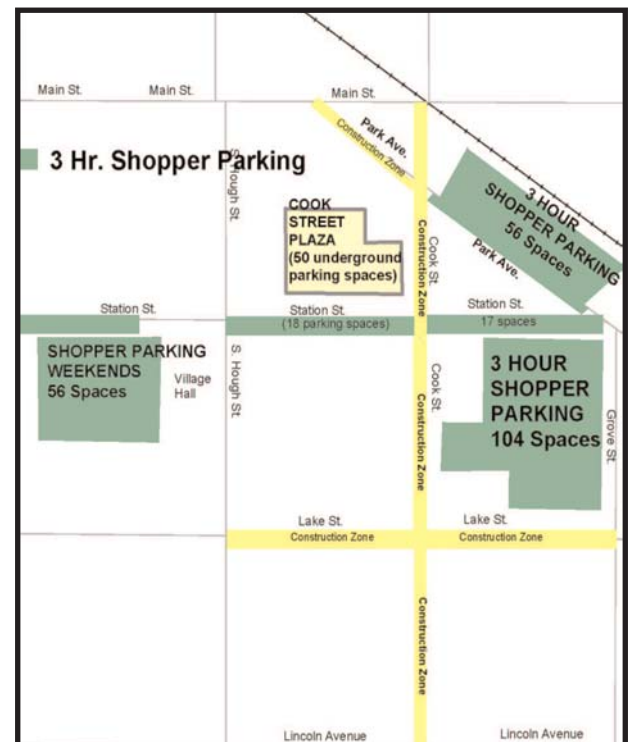 Main St.
Main St.
Main St.
Park Ave.
Construction Zone
3 Hr. Shopper Parking
S. Hough St.
3 HOUR
SHOPPER PARKING
56 Spaces
COOK
STREET
PLAZA
(50 underground
parking spaces)
Construction Zone
Cook St.
Park Ave.
Station St.
Station St.
(18 parking spaces)
Station St.
17 spaces
SHOPPER PARKING
WEEKENDS
56 Spaces
Village
Hall
S. Hough St.
Cook St.
Construction Zone
3 HOUR
SHOPPER
PARKING
104 Spaces
Grove St.
Lake St.
Construction Zone
Lake St.
Construction Zone
Construction Zone
Lincoln Avenue
Lincoln Avenue